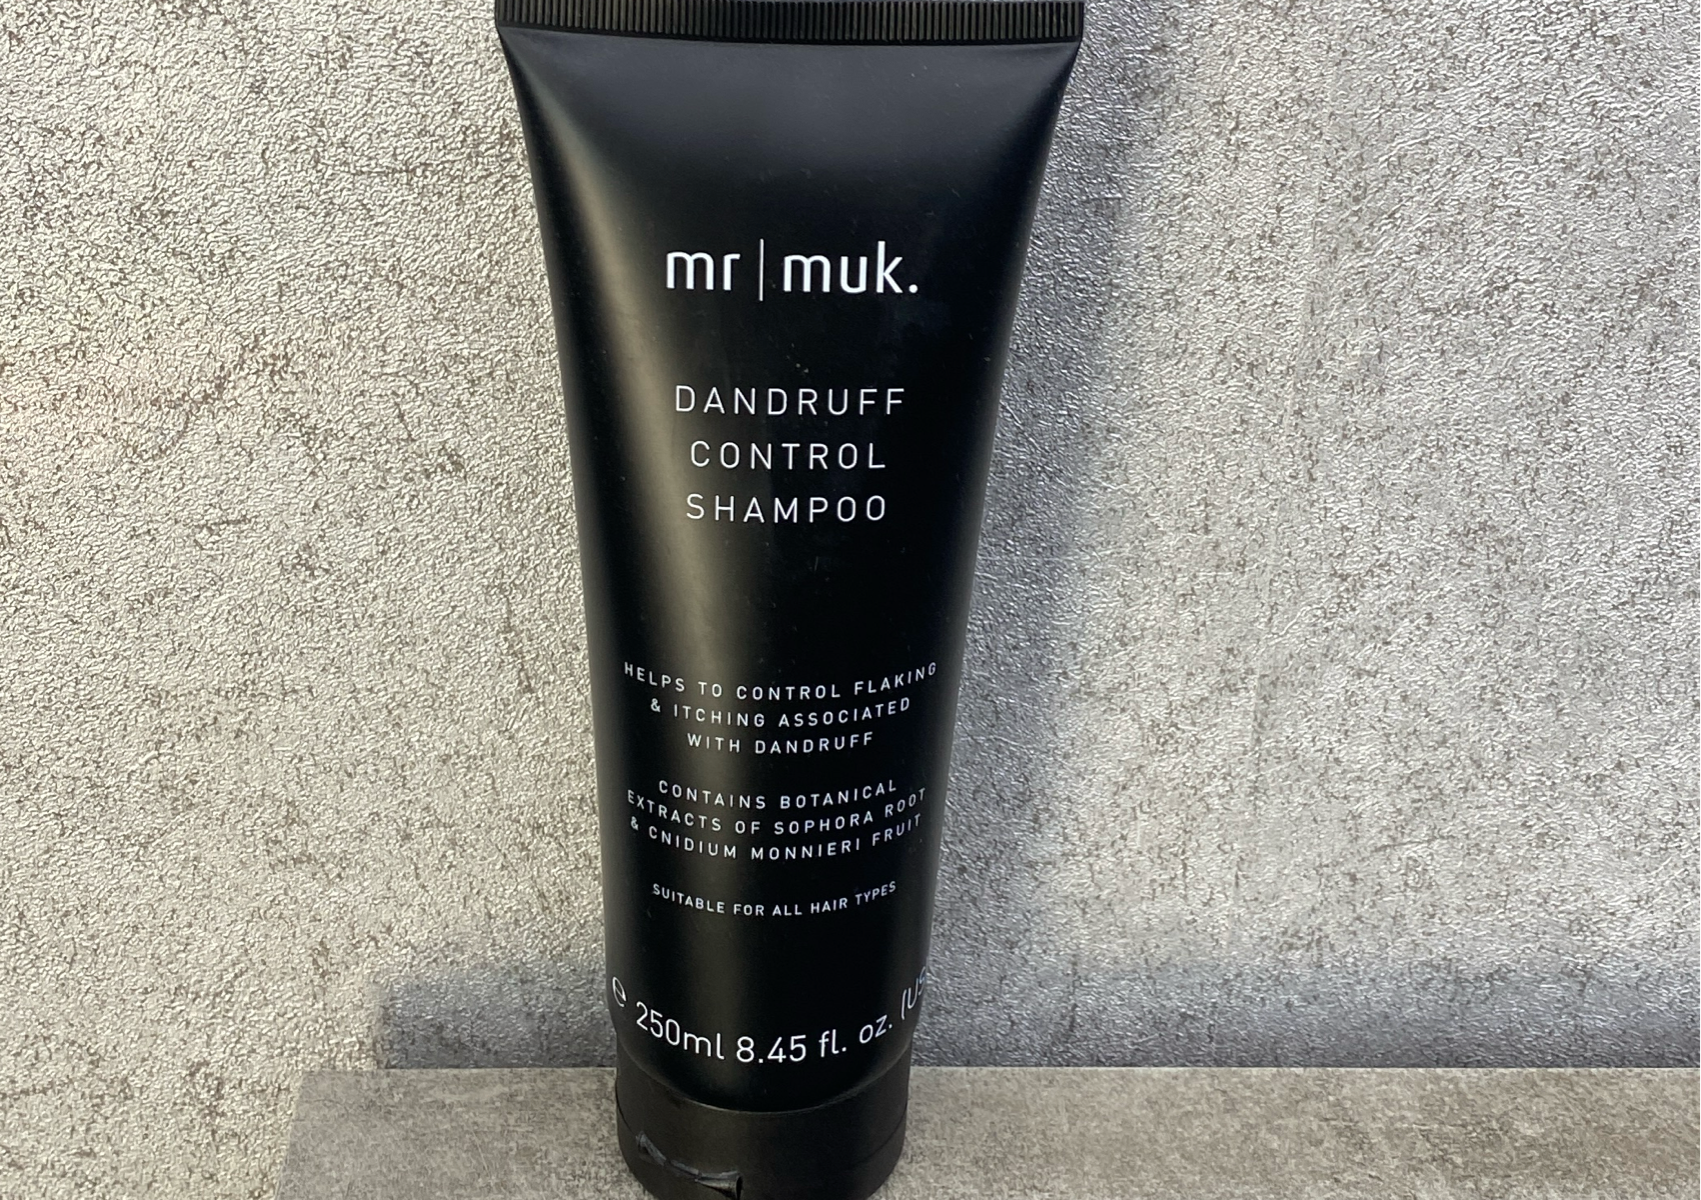 mr | muk.
DANDRUFF
CONTROL
SHAMPOO
HELPS TO CONTROL FLAKING
& ITCHING ASSOCIATED
WITH DANDRUFF
CONTAINS BOTANICAL
EXTRACTS OF SOPHORA ROOT
& CNIDIUM MONNIERI FRUIT
SUITABLE FOR ALL HAIR TYPES
e 250ml 8.45 fl. oz. (US